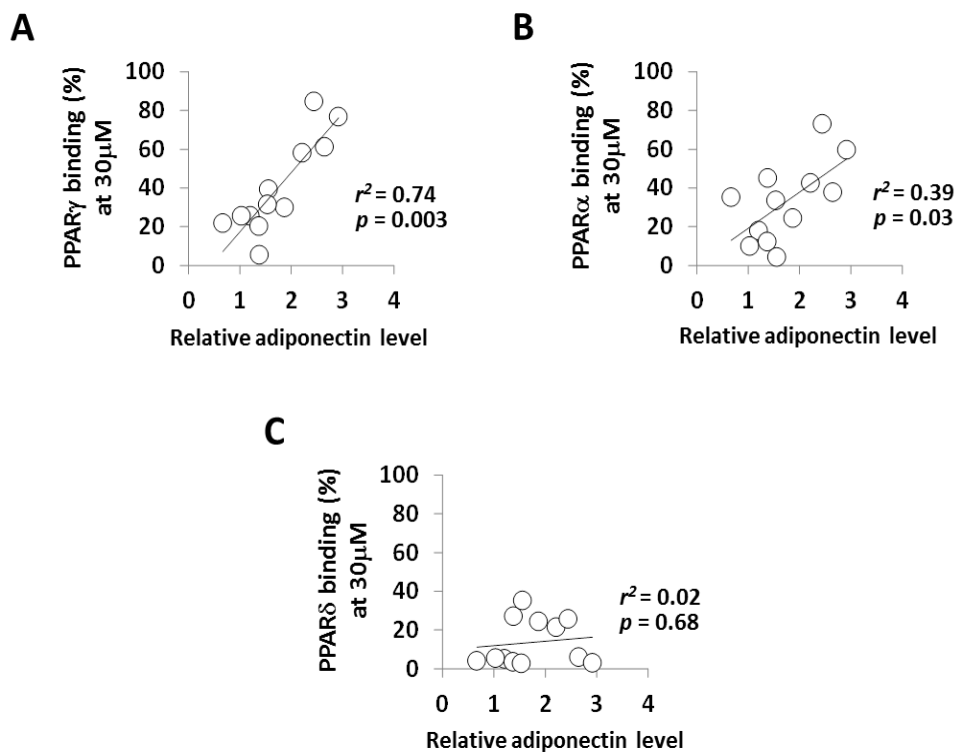 A
PPARγ binding (%)
at 30μM
100
80
60
40
20
0
0 1 2 3 4
r² = 0.74
p = 0.003
Relative adiponectin level
B
PPARα binding (%)
at 30μM
100
80
60
40
20
0
0 1 2 3 4
r² = 0.39
p = 0.03
Relative adiponectin level
C
PPARδ binding (%)
at 30μM
100
80
60
40
20
0
0 1 2 3 4
r² = 0.02
p = 0.68
Relative adiponectin level